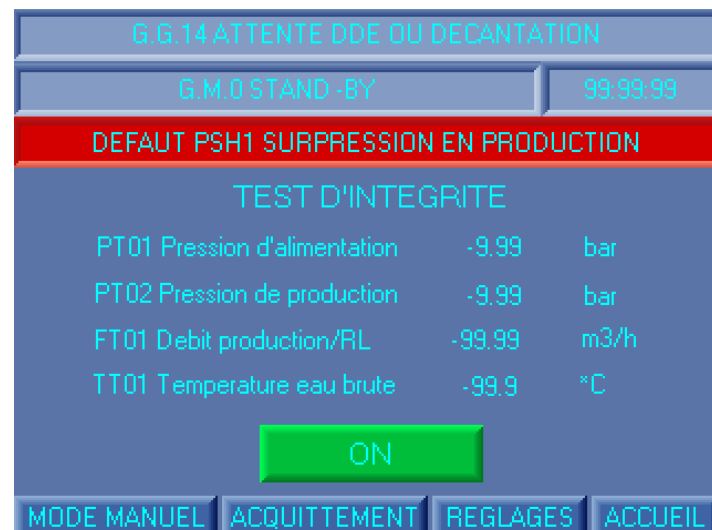 G.G.14 ATTENTE DDE OU DECANTATION
G.M.0 STAND -BY 99:99:99
DEFAUT PSH1 SURPRESSION EN PRODUCTION
TEST D'INTEGRITE
PT01 Pression d'alimentation -9.99 bar
PT02 Pression de production -9.99 bar
FT01 Debit production/RL -99.99 m3/h
TT01 Temperature eau brute -99.9 °C
ON
MODE MANUEL ACQUITTEMENT REGLAGES ACCUEIL